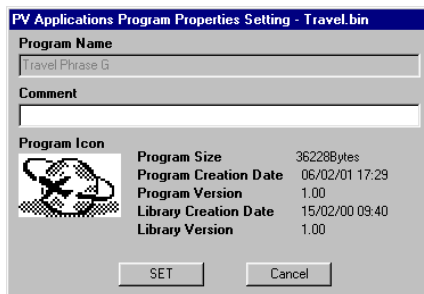 PV Applications Program Properties Setting - Travel.bin
Program Name
Travel Phrase G
Comment
Program Icon
Program Size 36228Bytes
Program Creation Date 06/02/01 17:29
Program Version 1.00
Library Creation Date 15/02/00 09:40
Library Version 1.00
SET Cancel